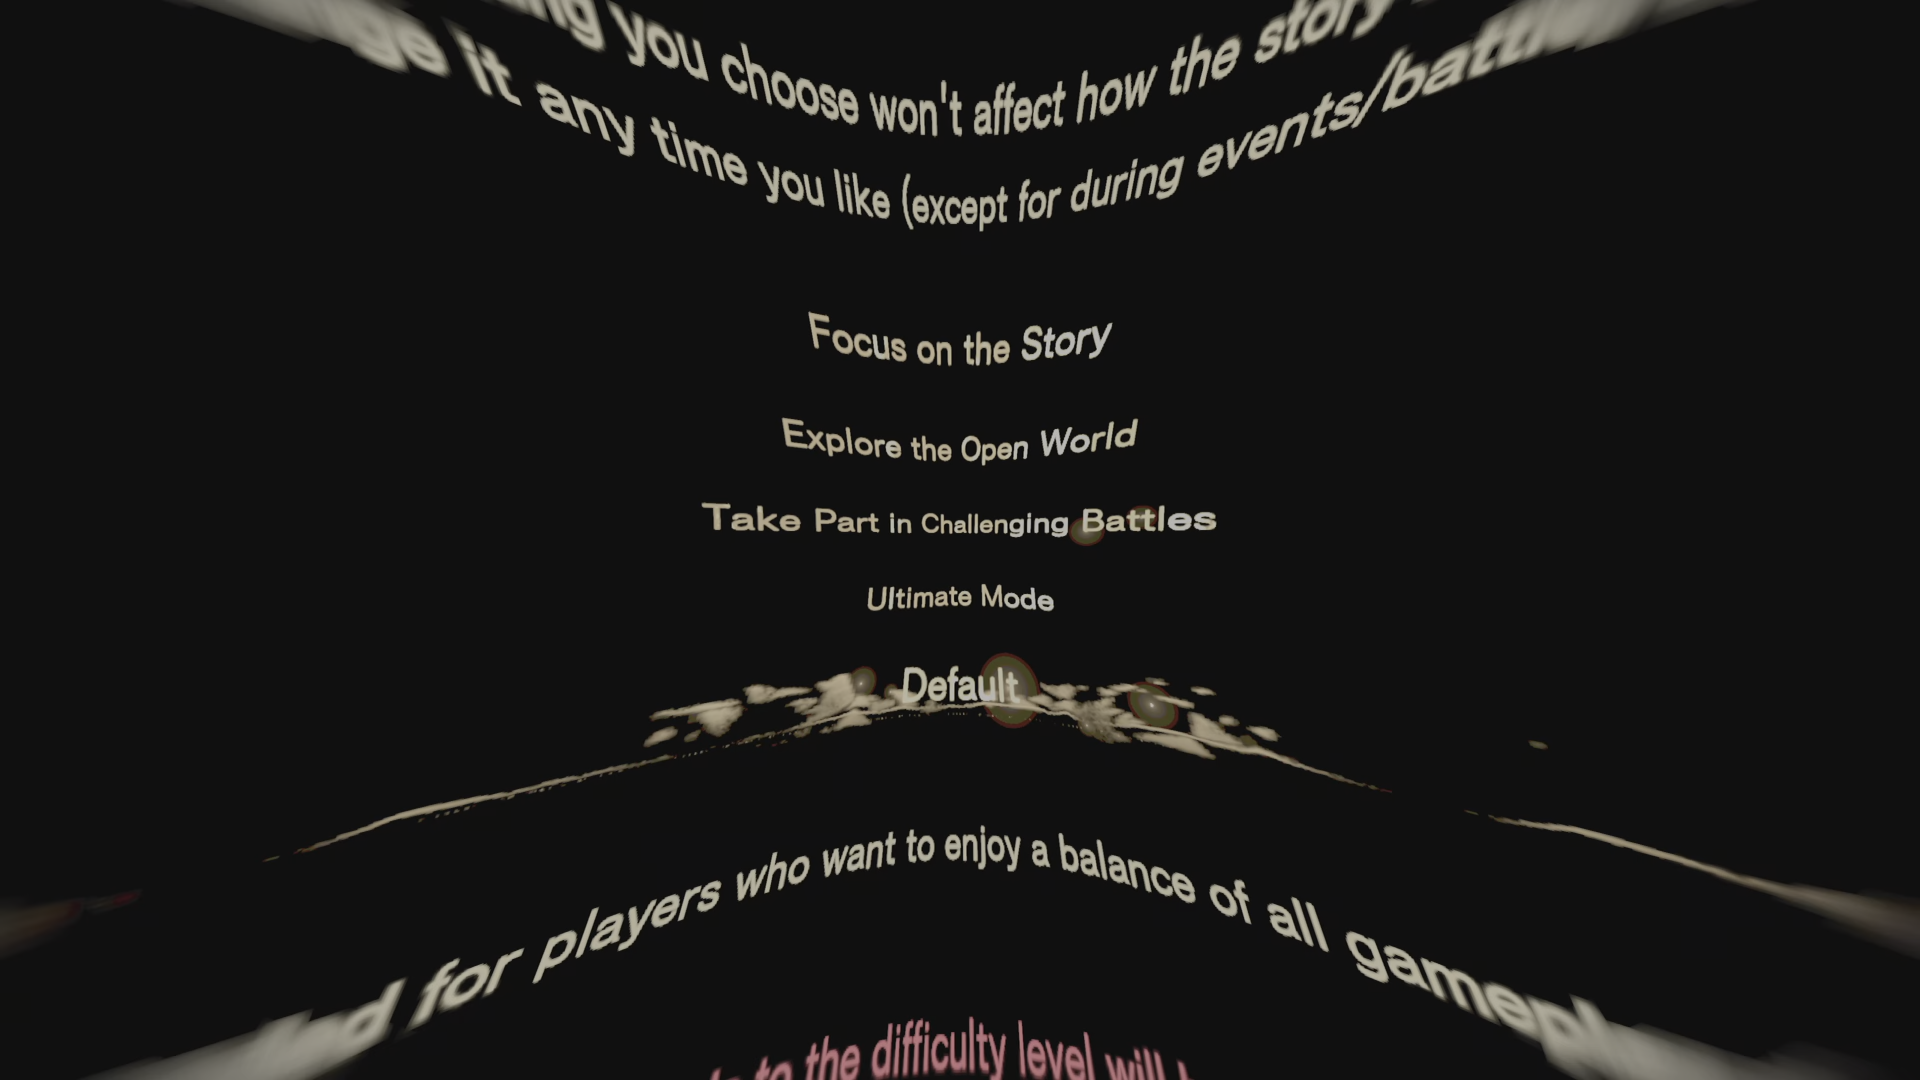 you choose won't affect how the story
it any time you like (except for during events/battles
Focus on the Story
Explore the Open World
Take Part in Challenging Battles
Ultimate Mode
Default
for players who want to enjoy a balance of all
to the difficulty level will